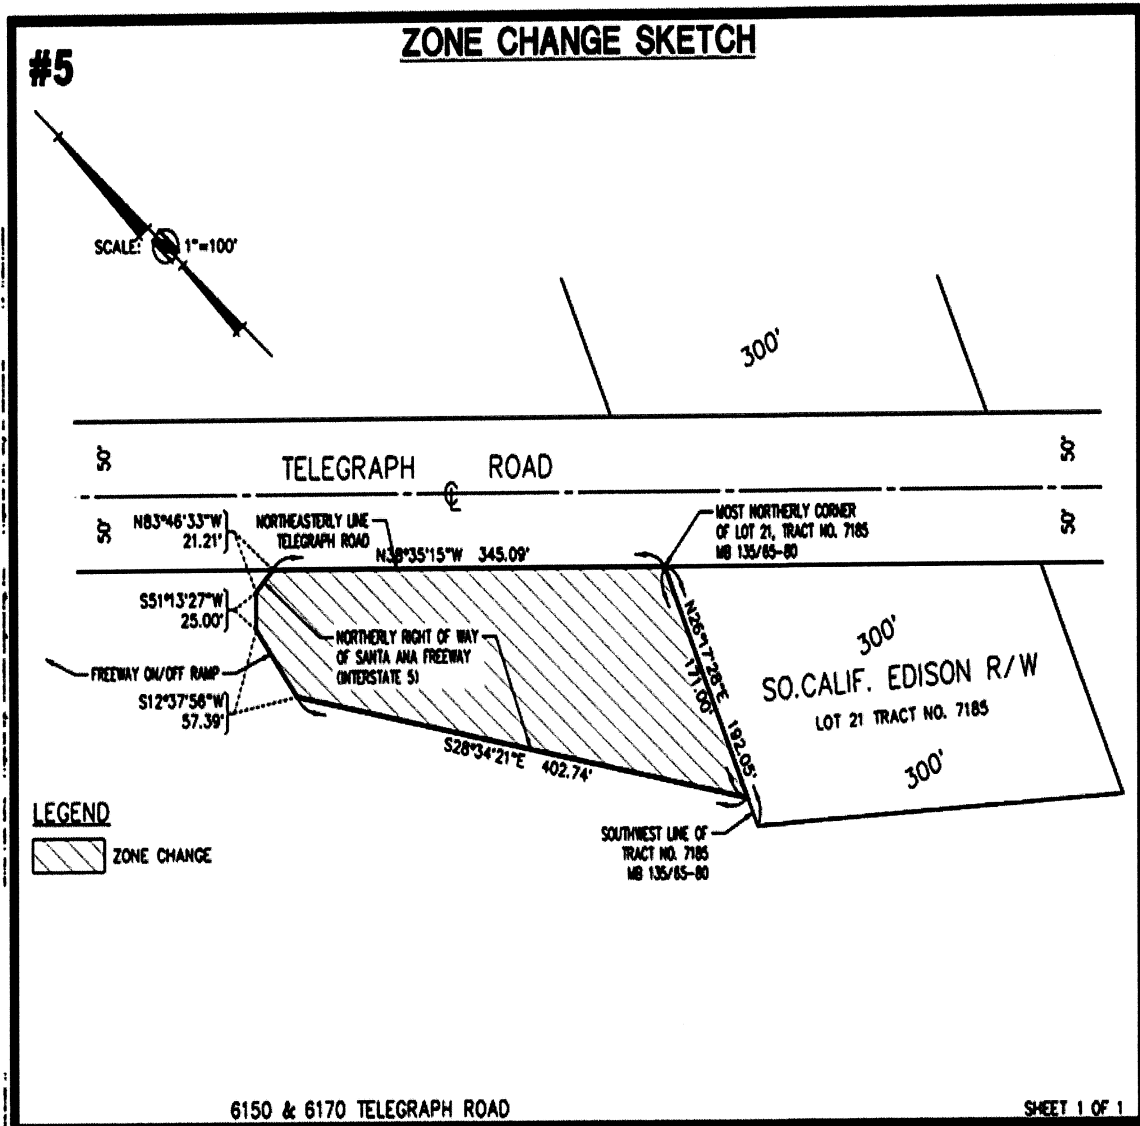 ZONE CHANGE SKETCH
#5
SCALE: 1"=100'
300'
50'
50'
TELEGRAPH ROAD
℄
50'
50'
N83°46'33"W
21.21'
NORTHEASTERLY LINE
TELEGRAPH ROAD
N38°35'15"W 345.09'
MOST NORTHERLY CORNER
OF LOT 21, TRACT NO. 7185
MB 135/65-80
S51°13'27"W
25.00'
NORTHERLY RIGHT OF WAY
OF SANTA ANA FREEWAY
(INTERSTATE 5)
FREEWAY ON/OFF RAMP
S12°37'56"W
57.39'
N26°17'28"E 192.05'
171.00'
300'
SO.CALIF. EDISON R/W
LOT 21 TRACT NO. 7185
300'
S28°34'21"E 402.74'
LEGEND
ZONE CHANGE
SOUTHWEST LINE OF
TRACT NO. 7185
MB 135/65-80
6150 & 6170 TELEGRAPH ROAD
SHEET 1 OF 1